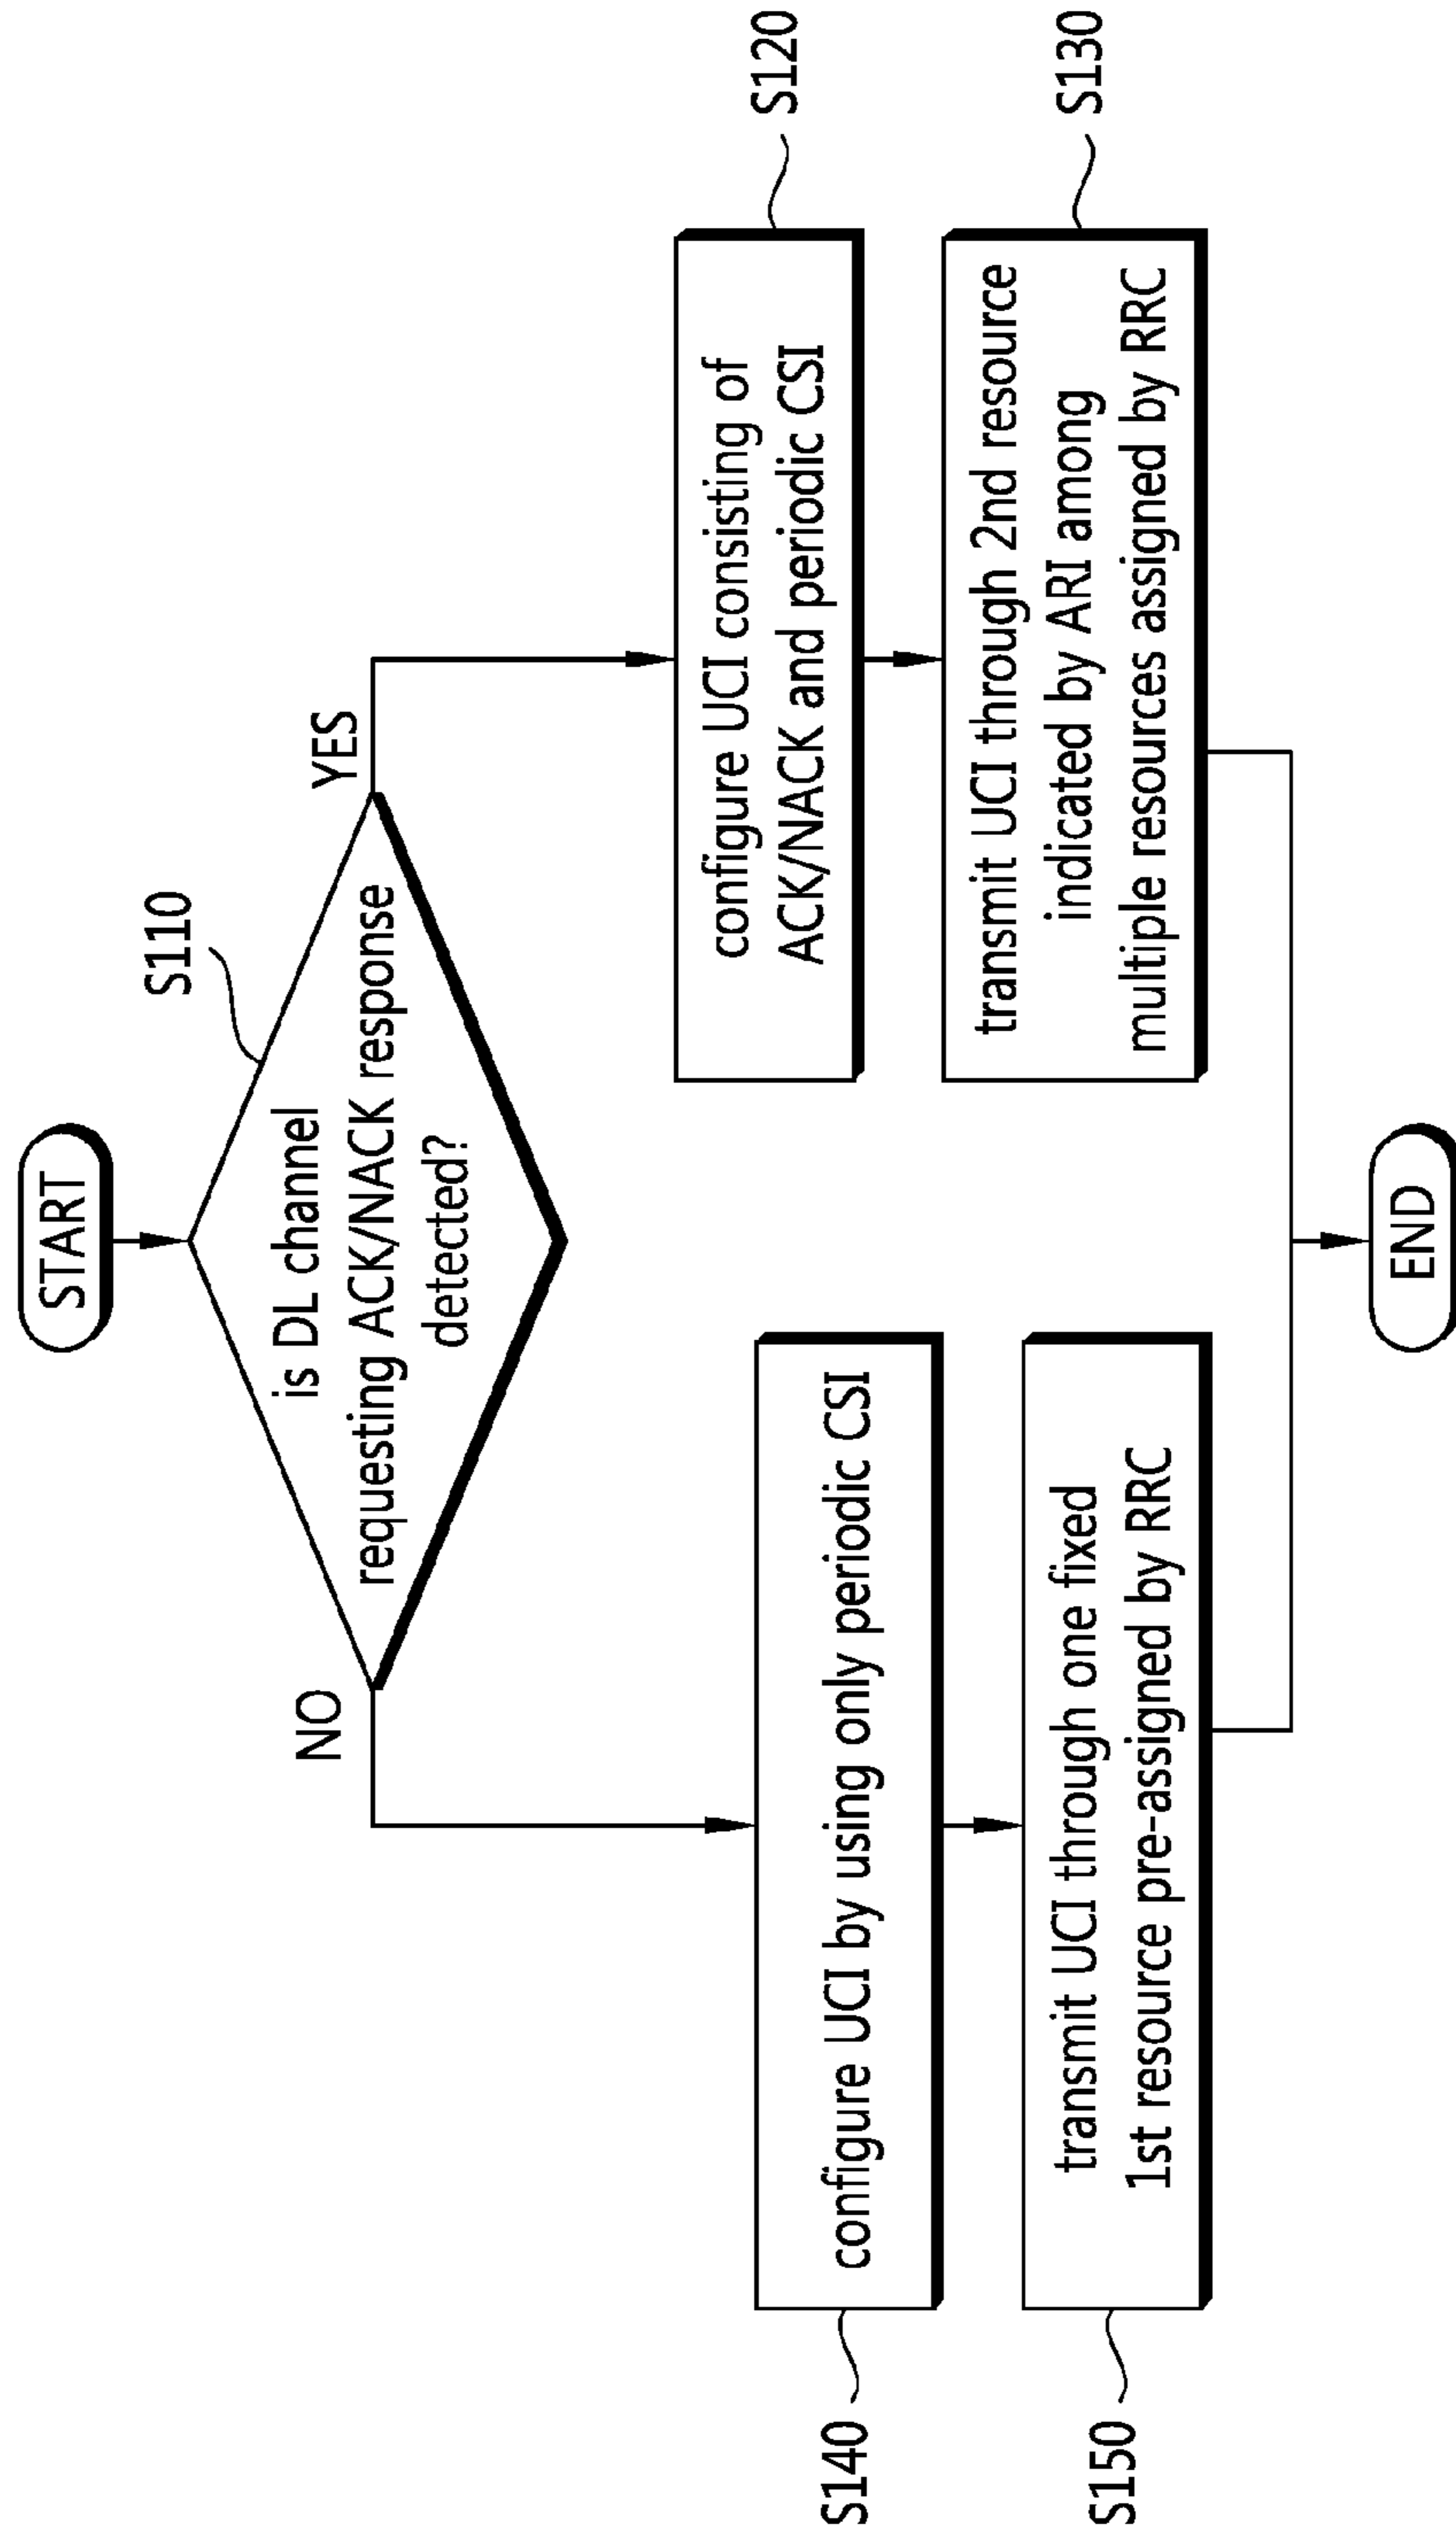 START
S110
is DL channel
requesting ACK/NACK response
detected?
NO
YES
configure UCI consisting of
ACK/NACK and periodic CSI
S120
transmit UCI through 2nd resource
indicated by ARI among
multiple resources assigned by RRC
S130
S140
configure UCI by using only periodic CSI
S150
transmit UCI through one fixed
1st resource pre-assigned by RRC
END